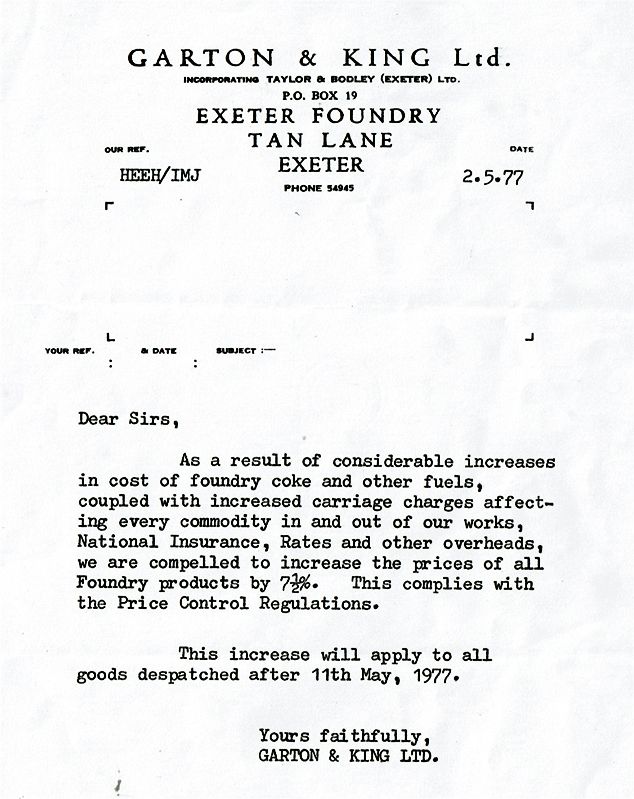 GARTON & KING Ltd.
INCORPORATING TAYLOR & BODLEY (EXETER) LTD.
P.O. BOX 19
EXETER FOUNDRY
TAN LANE
EXETER
PHONE 54945
OUR REF.
HEEH/IMJ
DATE
2.5.77
YOUR REF. & DATE SUBJECT :—
: :
Dear Sirs,
As a result of considerable increases
in cost of foundry coke and other fuels,
coupled with increased carriage charges affect-
ing every commodity in and out of our works,
National Insurance, Rates and other overheads,
we are compelled to increase the prices of all
Foundry products by 7½%. This complies with
the Price Control Regulations.
This increase will apply to all
goods despatched after 11th May, 1977.
Yours faithfully,
GARTON & KING LTD.